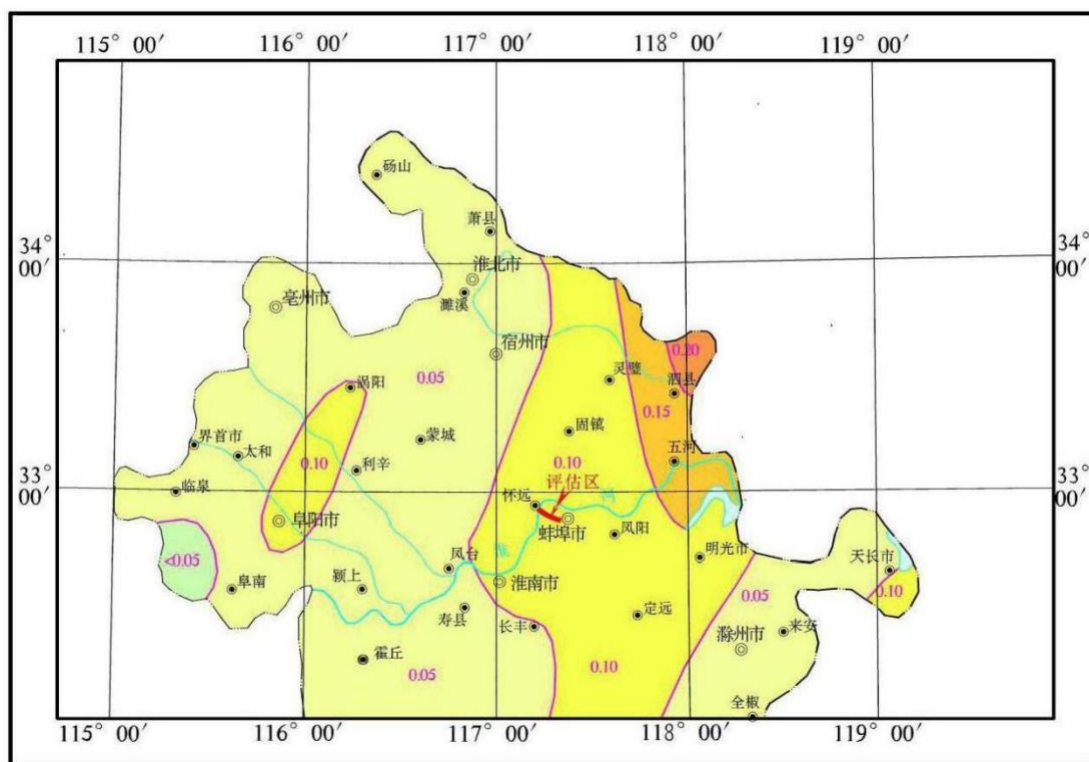 115° 00′ 116° 00′ 117° 00′ 118° 00′ 119° 00′
砀山
萧县
34°
00′
34°
00′
淮北市
濉溪
亳州市
宿州市
0.20
灵璧
泗县
涡阳
0.05
0.15
固镇
蒙城
界首市
太和
五河
0.10
利辛
0.10
33°
00′
评估区
33°
00′
临泉
怀远
淮
河
阜阳市
蚌埠市
凤阳
<0.05
凤台
明光市
天长市
阜南
颍上
淮南市
0.05
0.10
寿县
长丰
定远
滁州市
来安
霍丘
0.05
0.10
全椒
115° 00′ 116° 00′ 117° 00′ 118° 00′ 119° 00′